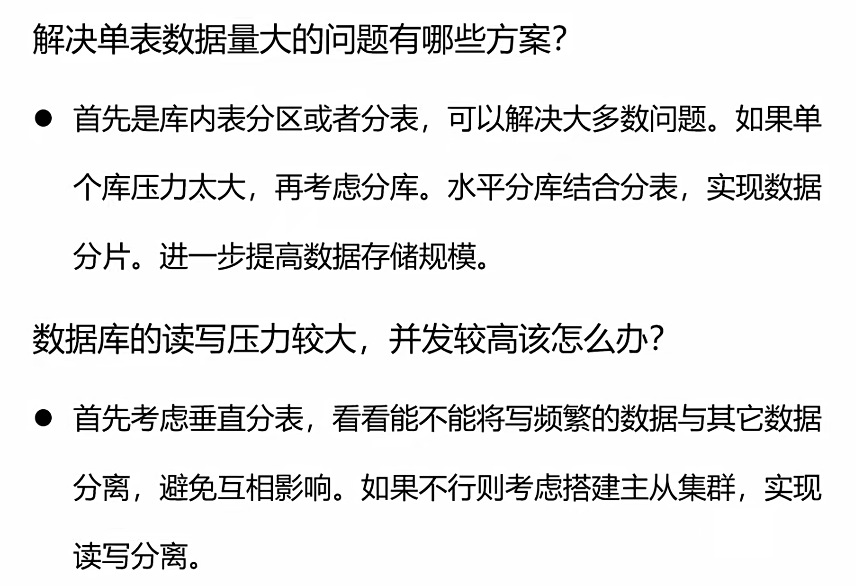 解决单表数据量大的问题有哪些方案？
● 首先是库内表分区或者分表，可以解决大多数问题。如果单
个库压力太大，再考虑分库。水平分库结合分表，实现数据
分片。进一步提高数据存储规模。
数据库的读写压力较大，并发较高该怎么办？
● 首先考虑垂直分表，看看能不能将写频繁的数据与其它数据
分离，避免互相影响。如果不行则考虑搭建主从集群，实现
读写分离。